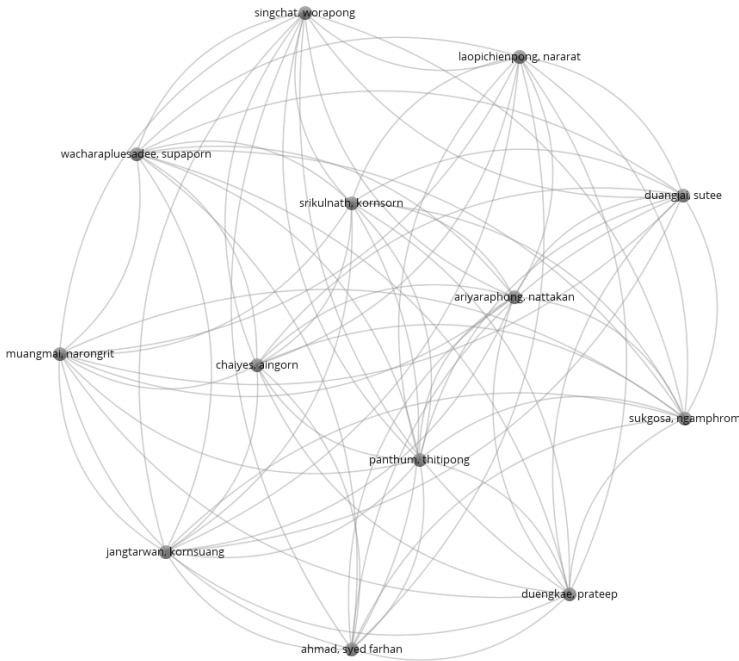 singchat, worapong
laopichienpong, nararat
wacharapluesadee, supaporn
duangjai, sutee
srikulnath, kornsorn
ariyaraphong, nattakan
muangmai, narongrit
chaiyes, aingorn
sukgosa, ngamphrom
panthum, thitipong
jangtarwan, kornsuang
duengkae, prateep
ahmad, syed farhan